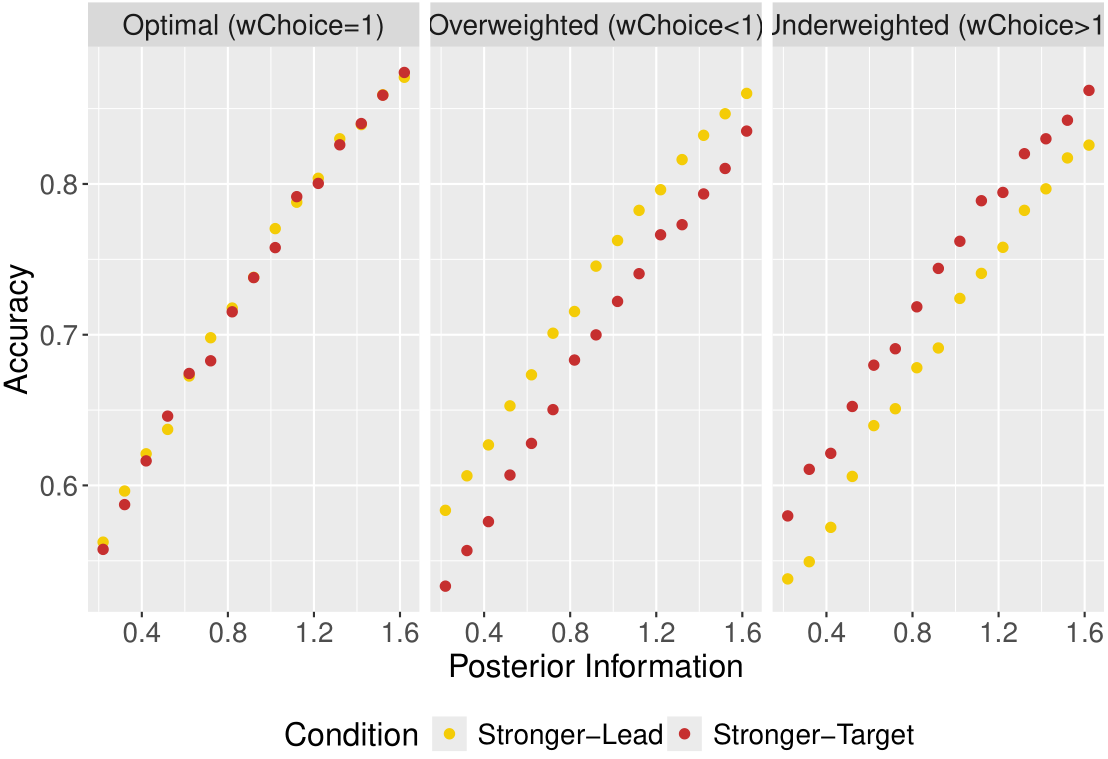 Optimal (wChoice=1)
Overweighted (wChoice<1)
Underweighted (wChoice>1
Accuracy
0.8
0.7
0.6
0.4 0.8 1.2 1.6
0.4 0.8 1.2 1.6
0.4 0.8 1.2 1.6
Posterior Information
Condition
Stronger−Lead
Stronger−Target